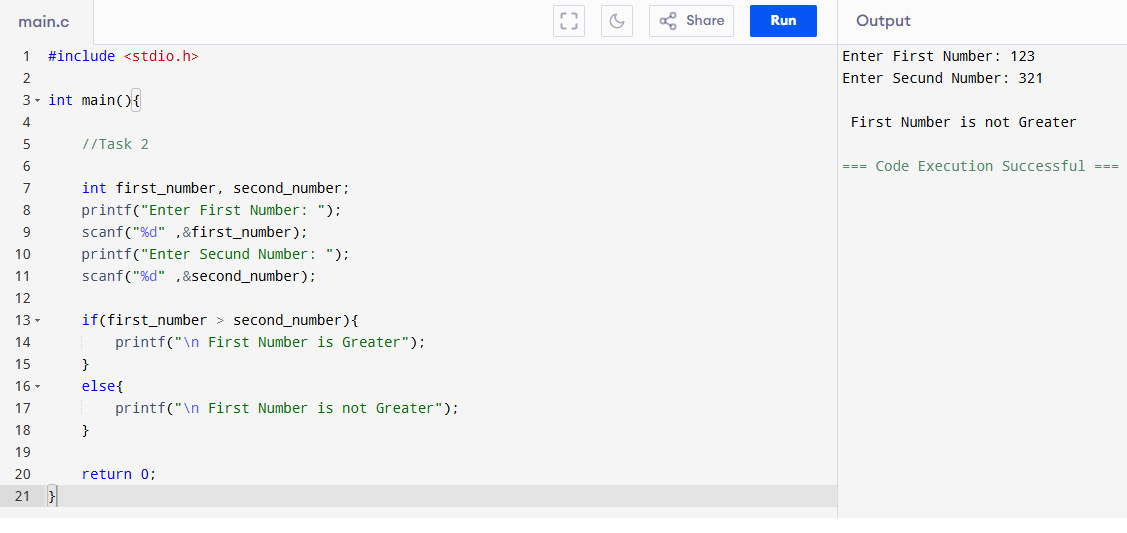 main.c
Share
Run
Output
1 #include <stdio.h>
2
3 int main(){
4
5     //Task 2
6
7     int first_number, second_number;
8     printf("Enter First Number: ");
9     scanf("%d" ,&first_number);
10     printf("Enter Secund Number: ");
11     scanf("%d" ,&second_number);
12
13     if(first_number > second_number){
14         printf("\n First Number is Greater");
15     }
16     else{
17         printf("\n First Number is not Greater");
18     }
19
20     return 0;
21 }
Enter First Number: 123
Enter Secund Number: 321
First Number is not Greater
=== Code Execution Successful ===